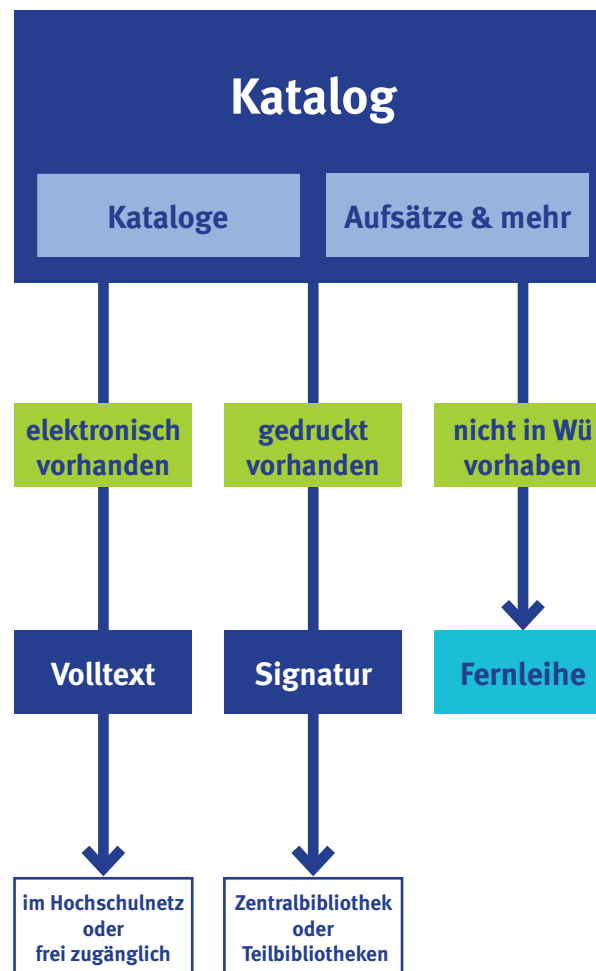 Katalog
Kataloge
Aufsätze & mehr
elektronisch
vorhanden
gedruckt
vorhanden
nicht in Wü
vorhaben
Volltext
Signatur
Fernleihe
im Hochschulnetz
oder
frei zugänglich
Zentralbibliothek
oder
Teilbibliotheken